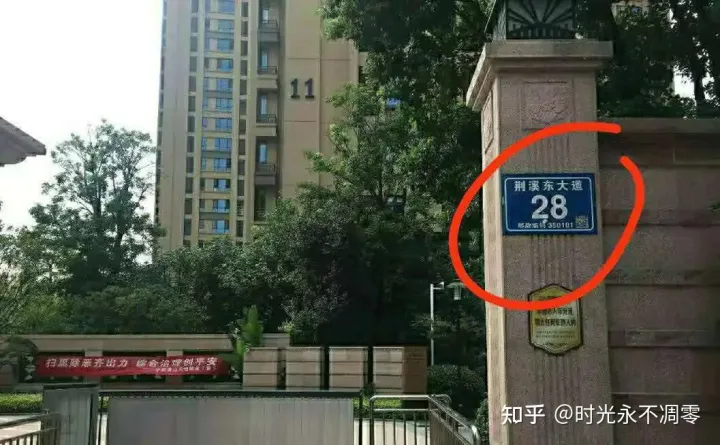 11
荆溪东大道
28
邮政编码 350101
扫黑除恶齐出力 综合治理创平安
知乎 @时光永不凋零